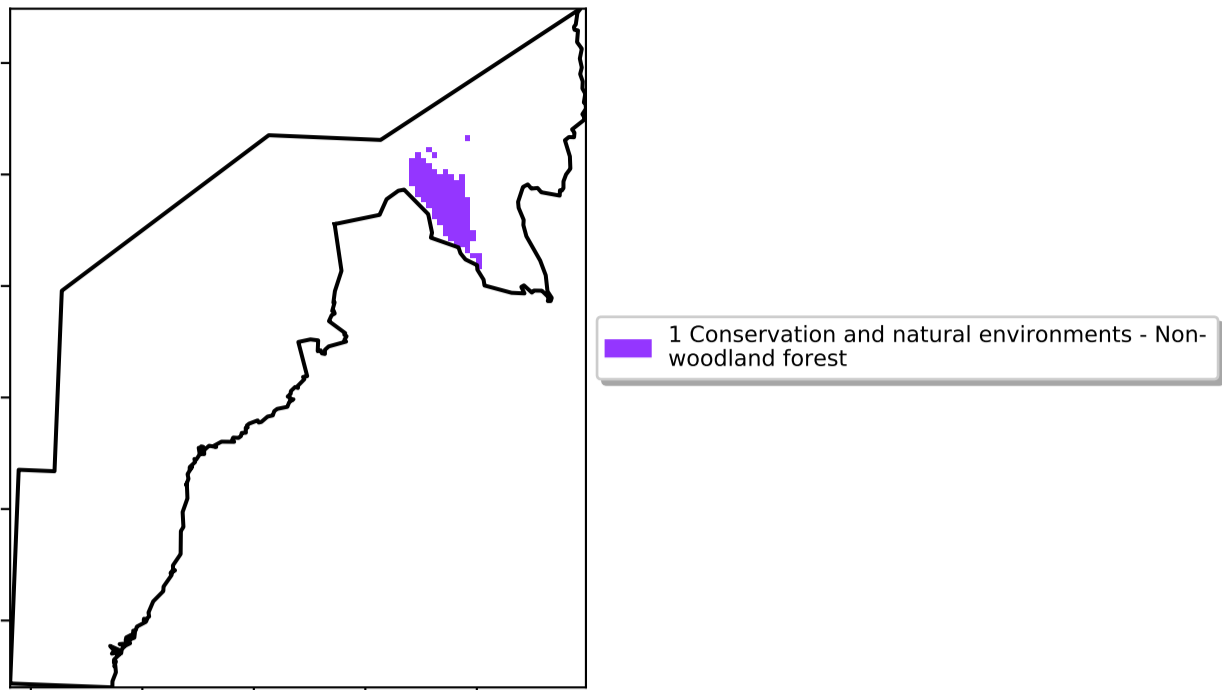 1 Conservation and natural environments - Non-
woodland forest